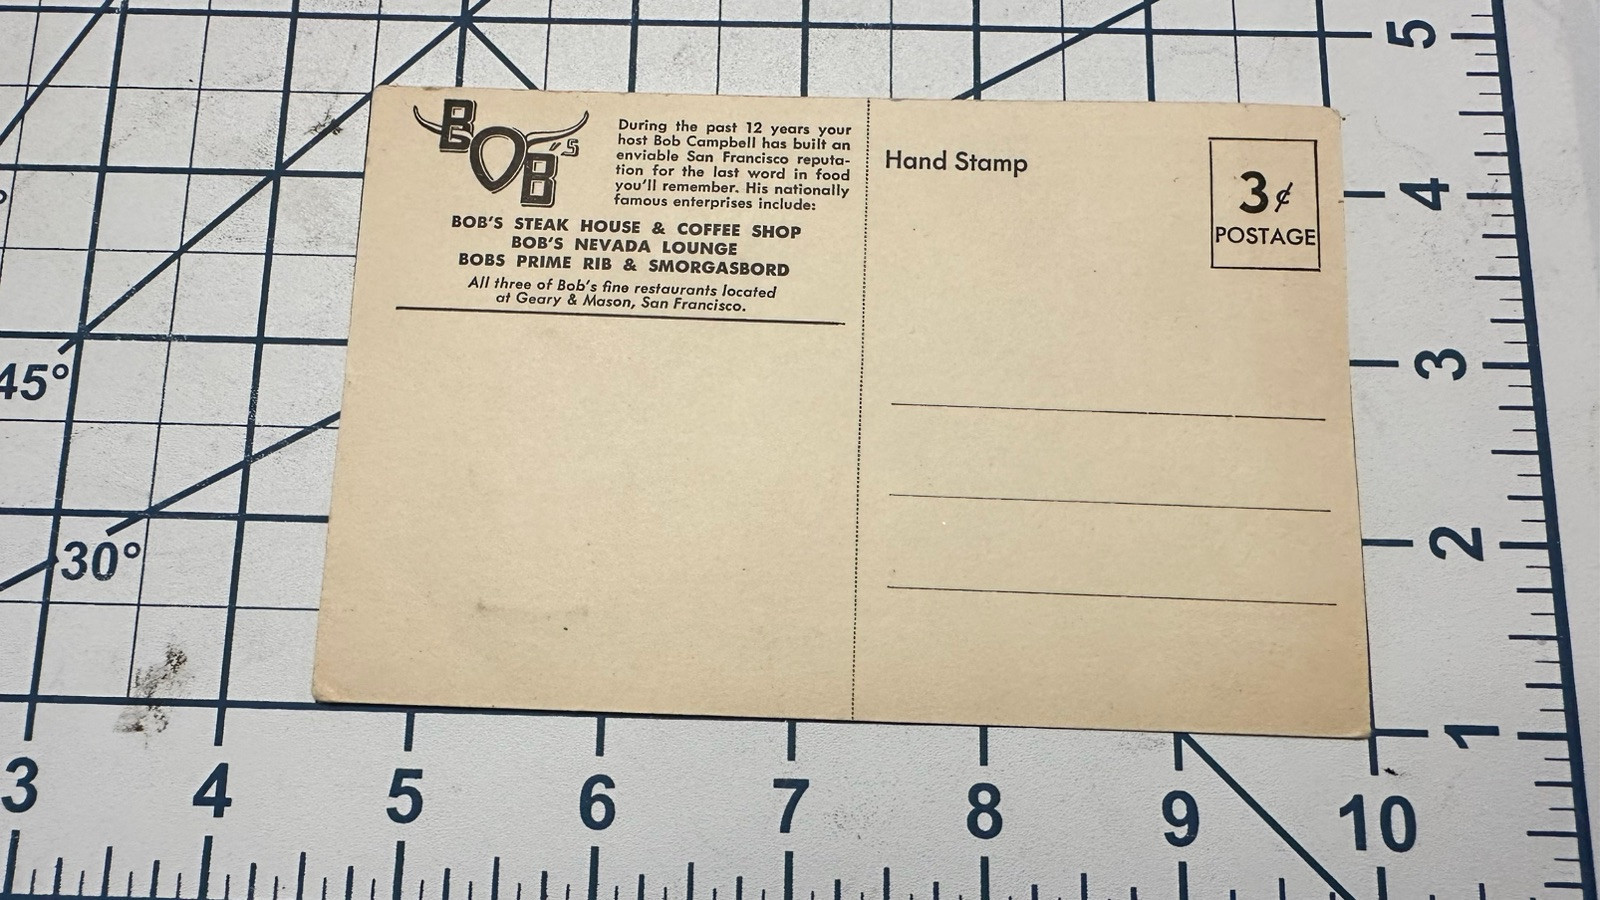 BOB'S
During the past 12 years your
host Bob Campbell has built an
enviable San Francisco reputa-
tion for the last word in food
you'll remember. His nationally
famous enterprises include:
BOB'S STEAK HOUSE & COFFEE SHOP
BOB'S NEVADA LOUNGE
BOBS PRIME RIB & SMORGASBORD
All three of Bob's fine restaurants located
at Geary & Mason, San Francisco.
Hand Stamp
3¢
POSTAGE
45°
30°
3 4 5 6 7 8 9 10
5
4
3
2
1